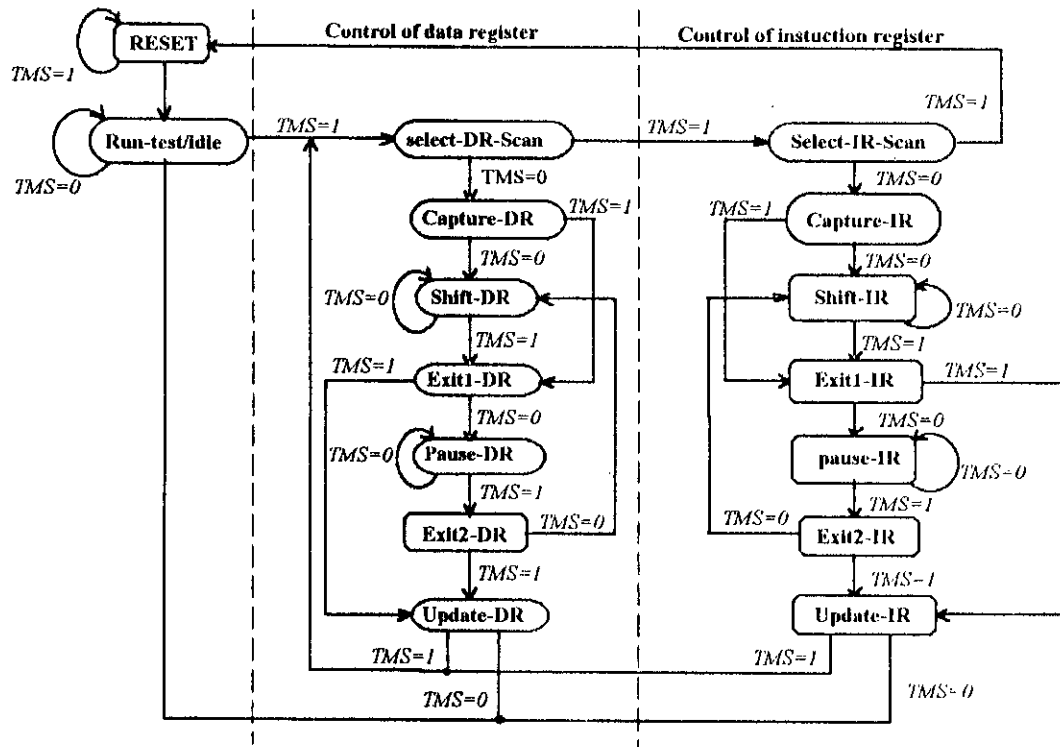 Control of data register
Control of instuction register
RESET
TMS=1
TMS=1
Run-test/idle
TMS=1
select-DR-Scan
TMS=1
Select-IR-Scan
TMS=0
TMS=0
TMS=0
Capture-DR
TMS=1
TMS=1
Capture-IR
TMS=0
TMS=0
TMS=0
Shift-DR
Shift-IR
TMS=0
TMS=1
TMS=1
TMS=1
Exit1-DR
Exit1-IR
TMS=1
TMS=0
TMS=0
TMS=0
Pause-DR
pause-IR
TMS=0
TMS=1
TMS=1
Exit2-DR
TMS=0
TMS=0
Exit2-IR
TMS=1
TMS-1
Update-DR
Update-IR
TMS=1
TMS=1
TMS=0
TMS=0